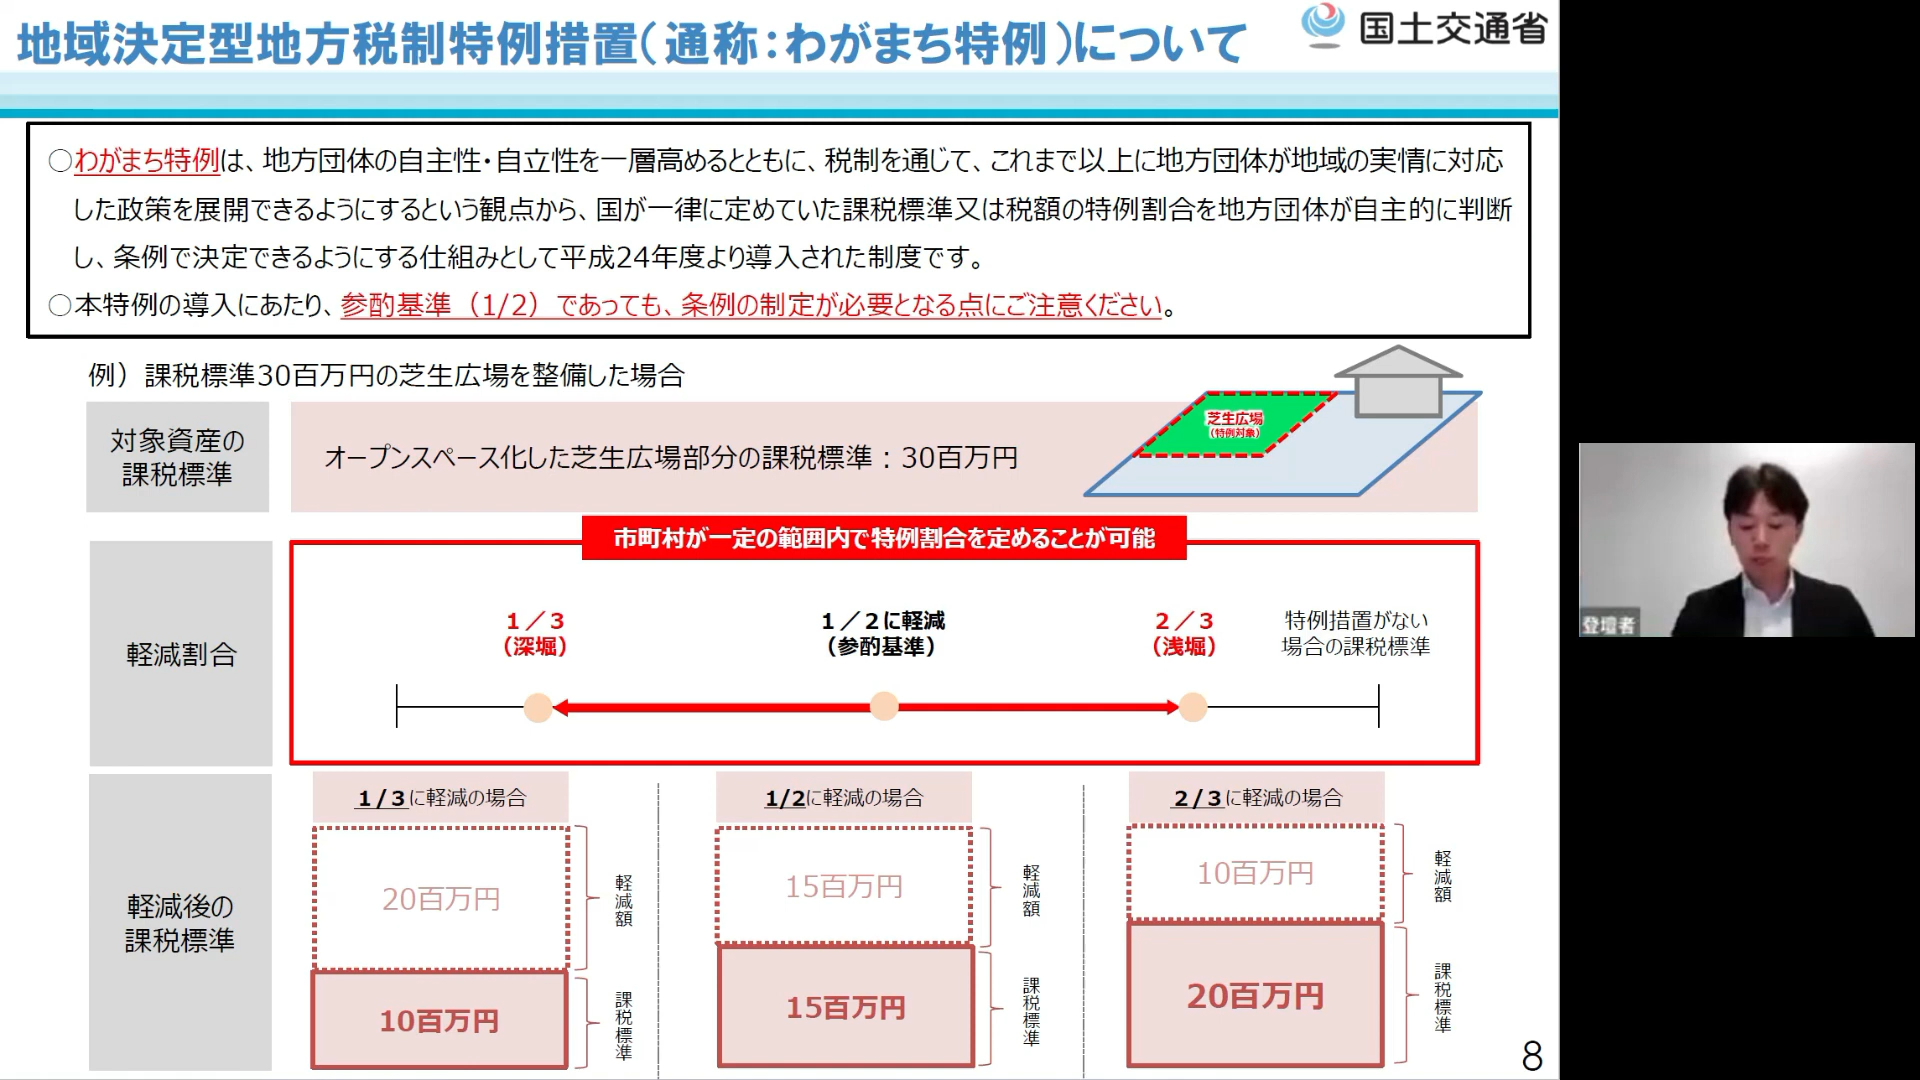 地域決定型地方税制特例措置（通称：わがまち特例）について
国土交通省
○わがまち特例は、地方団体の自主性・自立性を一層高めるとともに、税制を通じて、これまで以上に地方団体が地域の実情に対応
した政策を展開できるようにするという観点から、国が一律に定めていた課税標準又は税額の特例割合を地方団体が自主的に判断
し、条例で決定できるようにする仕組みとして平成24年度より導入された制度です。
○本特例の導入にあたり、参酌基準（1/2）であっても、条例の制定が必要となる点にご注意ください。
例）課税標準30百万円の芝生広場を整備した場合
対象資産の
課税標準
オープンスペース化した芝生広場部分の課税標準：30百万円
芝生広場
（特例対象）
市町村が一定の範囲内で特例割合を定めることが可能
軽減割合
１／３
（深堀）
１／２に軽減
（参酌基準）
２／３
（浅堀）
特例措置がない
場合の課税標準
軽減後の
課税標準
1/3に軽減の場合
20百万円
軽減額
10百万円
課税標準
1/2に軽減の場合
15百万円
軽減額
15百万円
課税標準
2/3に軽減の場合
10百万円
軽減額
20百万円
課税標準
8
登壇者